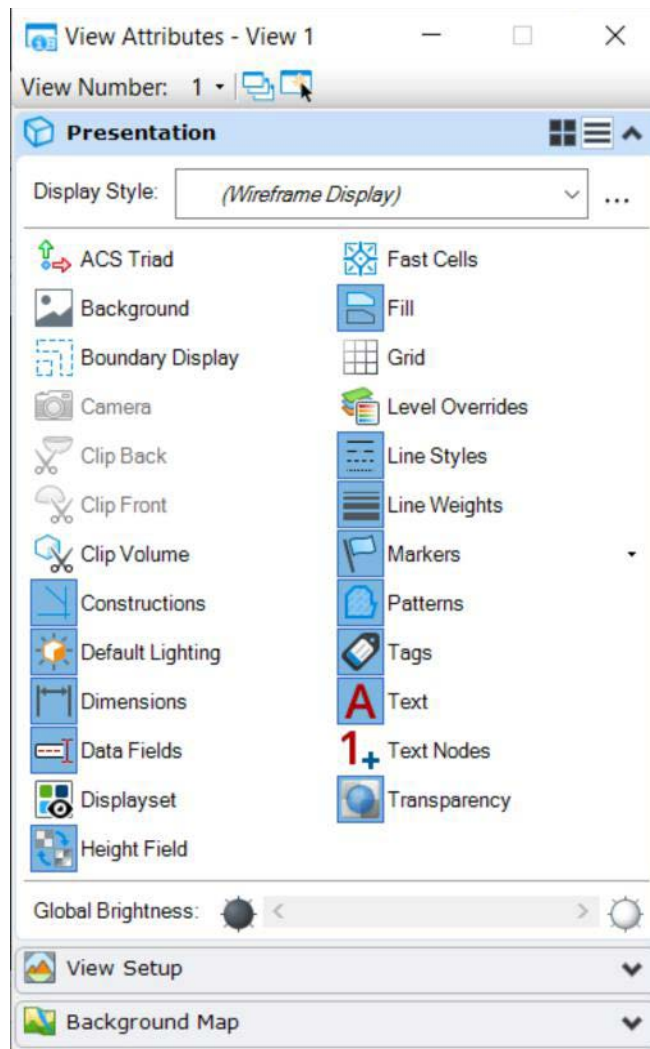 View Attributes - View 1
View Number: 1
Presentation
Display Style: (Wireframe Display) ...
ACS Triad Fast Cells
Background Fill
Boundary Display Grid
Camera Level Overrides
Clip Back Line Styles
Clip Front Line Weights
Clip Volume Markers
Constructions Patterns
Default Lighting Tags
Dimensions A Text
Data Fields 1+ Text Nodes
Displayset Transparency
Height Field
Global Brightness:
View Setup
Background Map